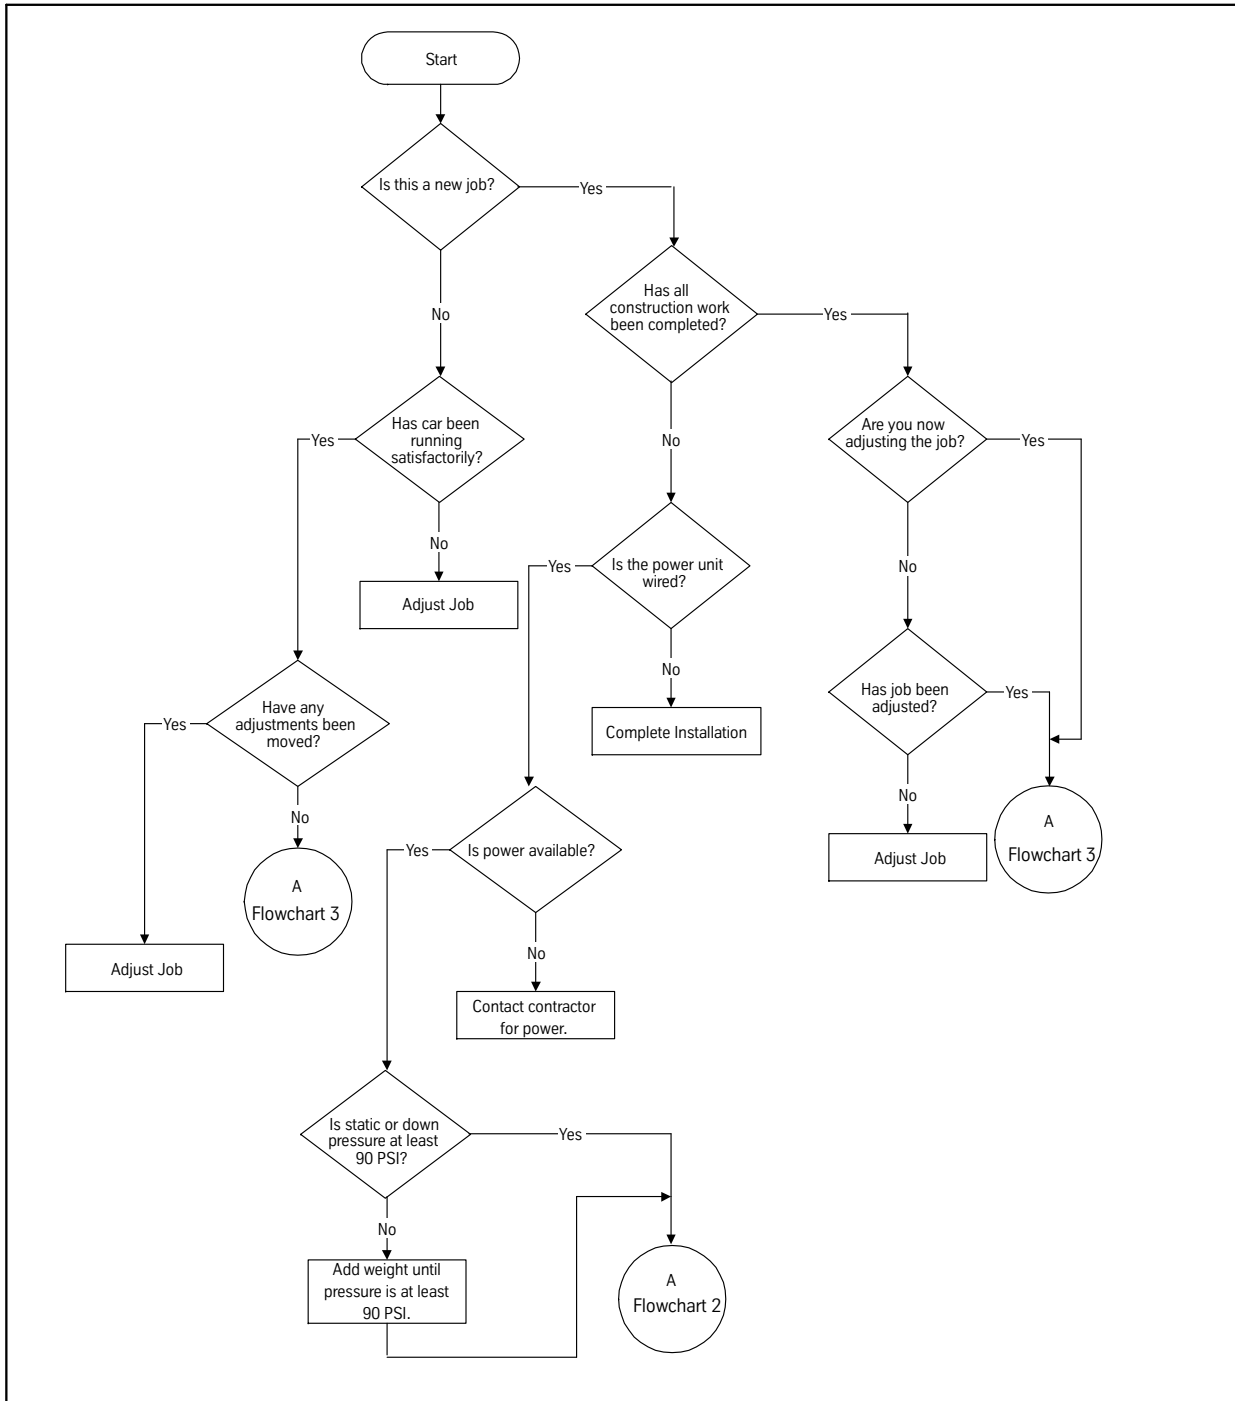 Start
Is this a new job?
Yes
Has all
construction work
been completed?
Yes
No
Has car been
running
satisfactorily?
Yes
No
Are you now
adjusting the job?
Yes
No
Adjust Job
Is the power unit
wired?
Yes
No
No
Complete Installation
Has job been
adjusted?
Yes
No
Adjust Job
A
Flowchart 3
Have any
adjustments been
moved?
Yes
No
A
Flowchart 3
Adjust Job
Is power available?
Yes
No
Contact contractor
for power.
Is static or down
pressure at least
90 PSI?
Yes
No
Add weight until
pressure is at least
90 PSI.
A
Flowchart 2